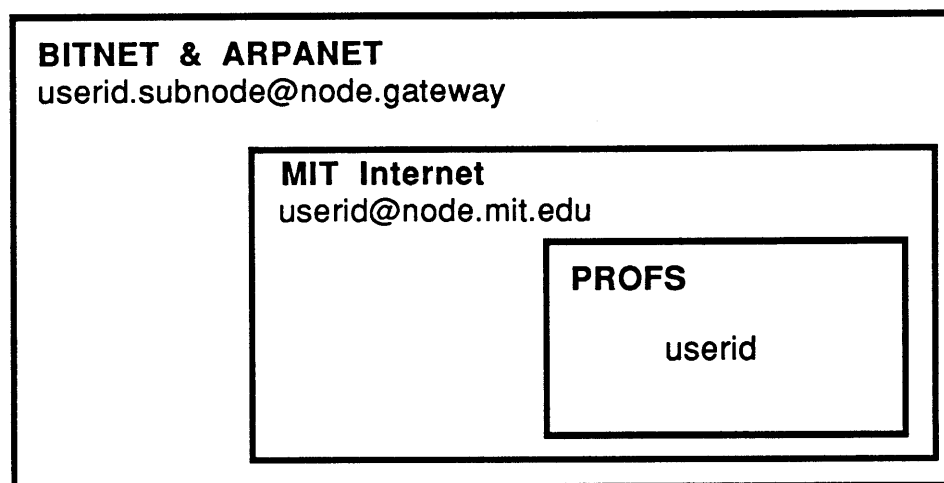 BITNET & ARPANET
userid.subnode@node.gateway
MIT Internet
userid@node.mit.edu
PROFS
userid